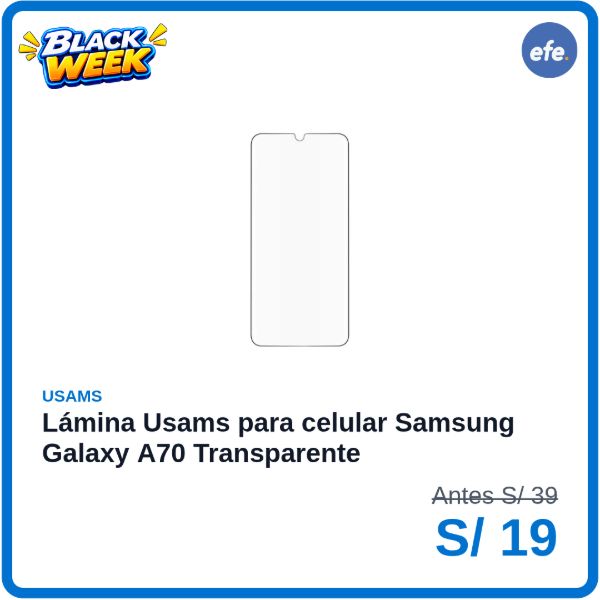 BLACK
WEEK
efe.
USAMS
Lámina Usams para celular Samsung
Galaxy A70 Transparente
Antes S/ 39
S/ 19